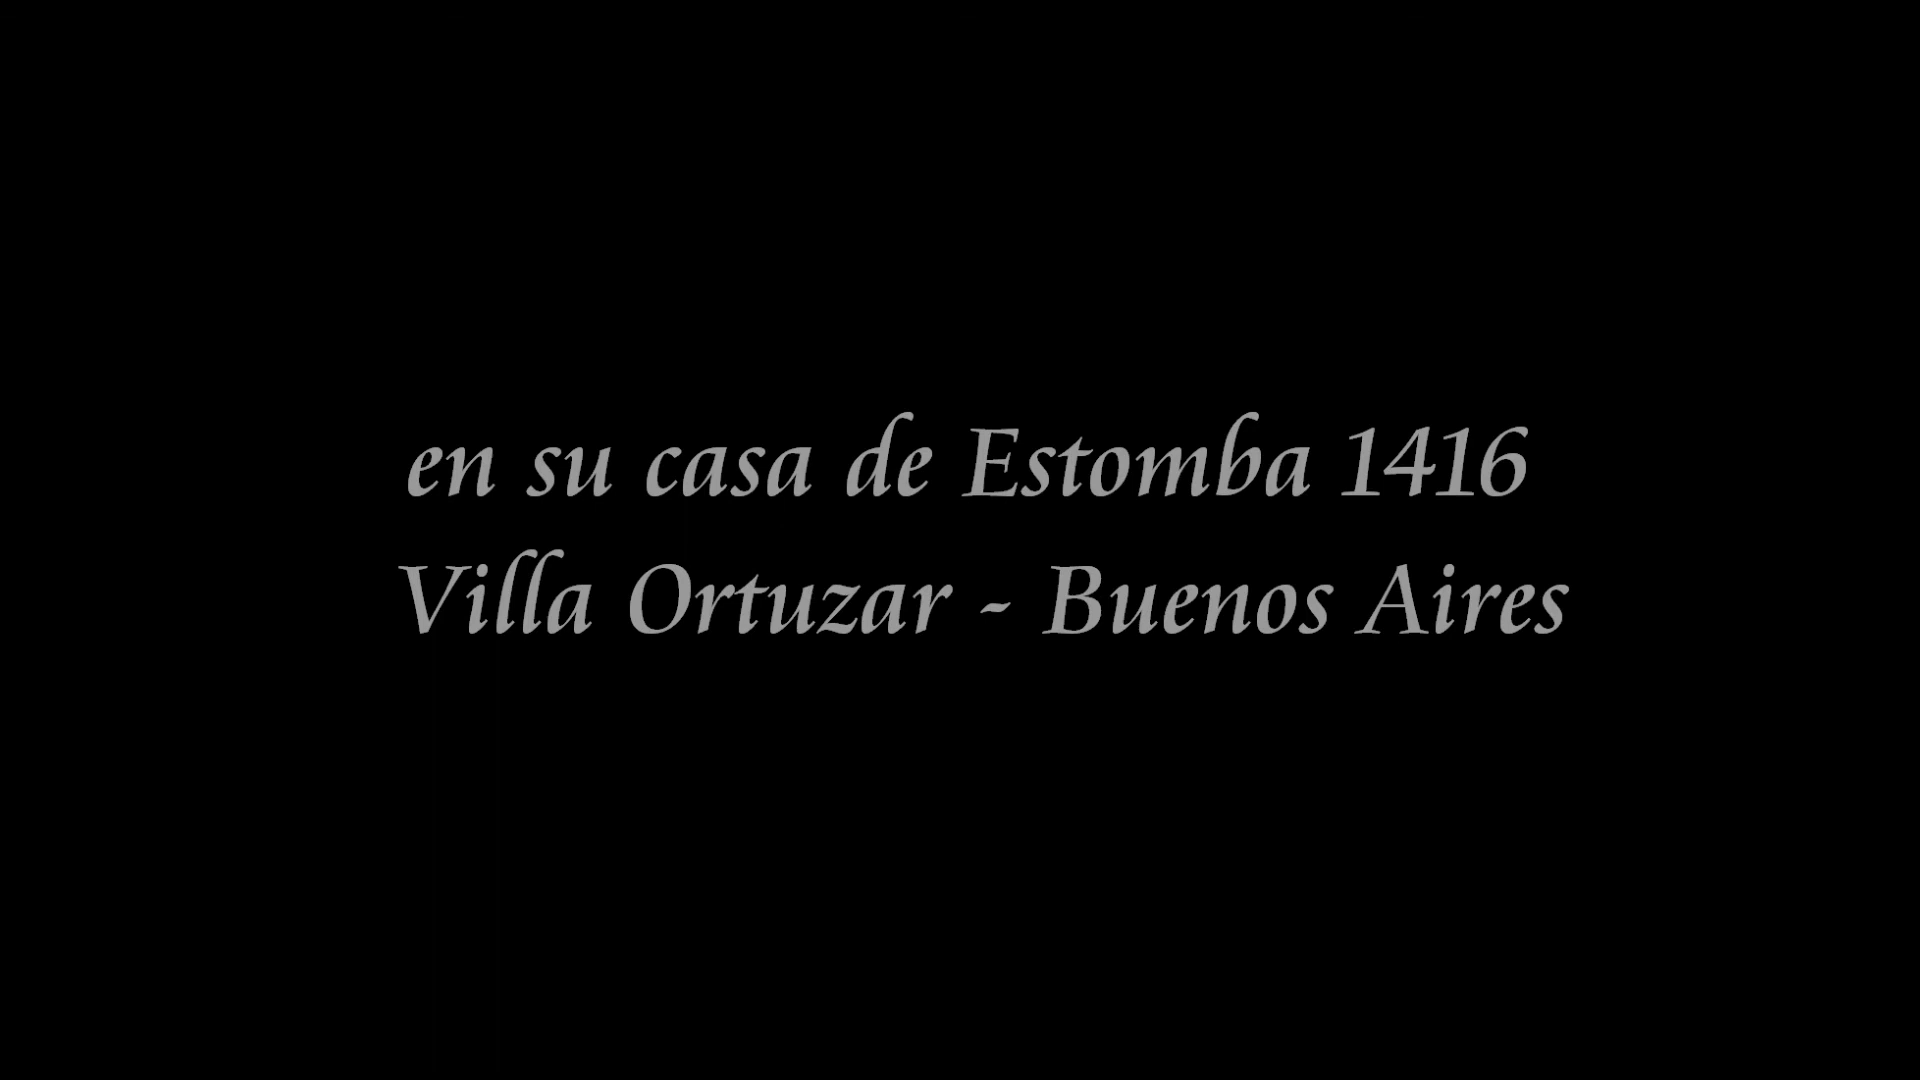 en su casa de Estomba 1416
Villa Ortuzar - Buenos Aires